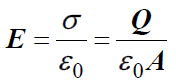 E = σ/ε₀ = Q/ε₀A